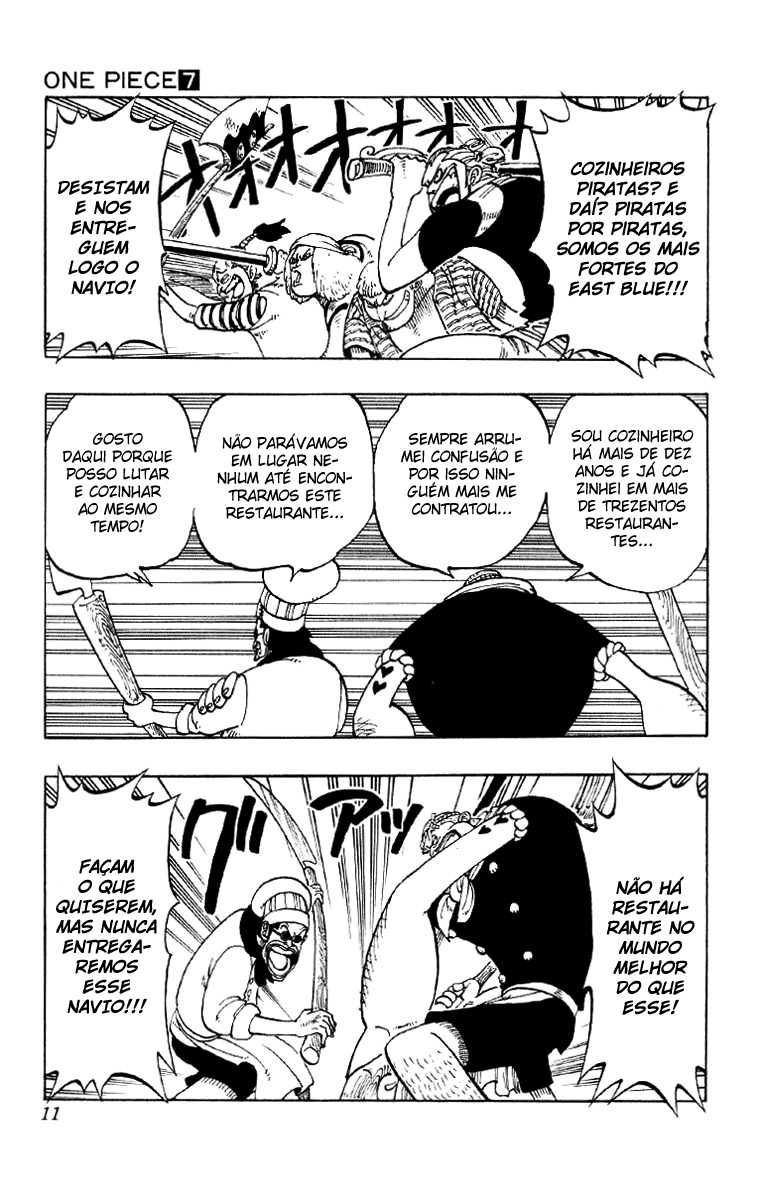 ONE PIECE 7
COZINHEIROS
PIRATAS? E
DAÍ? PIRATAS
POR PIRATAS,
SOMOS OS MAIS
FORTES DO
EAST BLUE!!!
オオオオオオ
DESISTAM
E NOS
ENTRE-
GUEM
LOGO O
NAVIO!
SOU COZINHEIRO
HÁ MAIS DE DEZ
ANOS E JÁ CO-
ZINHEI EM MAIS
DE TREZENTOS
RESTAURAN-
TES...
SEMPRE ARRU-
MEI CONFUSÃO E
POR ISSO NIN-
GUÉM MAIS ME
CONTRATOU...
NÃO PARÁVAMOS
EM LUGAR NE-
NHUM ATÉ ENCON-
TRARMOS ESTE
RESTAURANTE...
GOSTO
DAQUI PORQUE
POSSO LUTAR
E COZINHAR
AO MESMO
TEMPO!
NÃO HÁ
RESTAU-
RANTE NO
MUNDO
MELHOR
DO QUE
ESSE!
グアッ
FAÇAM
O QUE
QUISEREM,
MAS NUNCA
ENTREGA-
REMOS
ESSE
NAVIO!!!
11